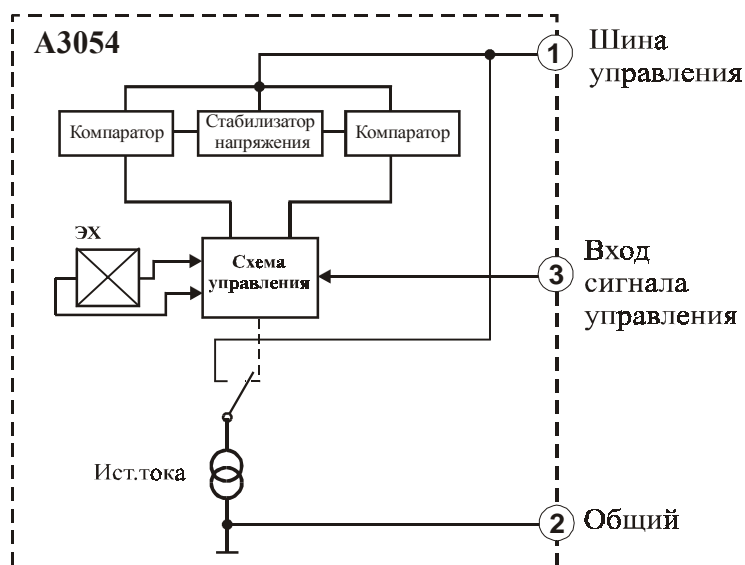 A3054
1
Шина
управления
Компаратор
Стабилизатор
напряжения
Компаратор
ЭХ
Схема
управления
3
Вход
сигнала
управления
Ист.тока
2
Общий